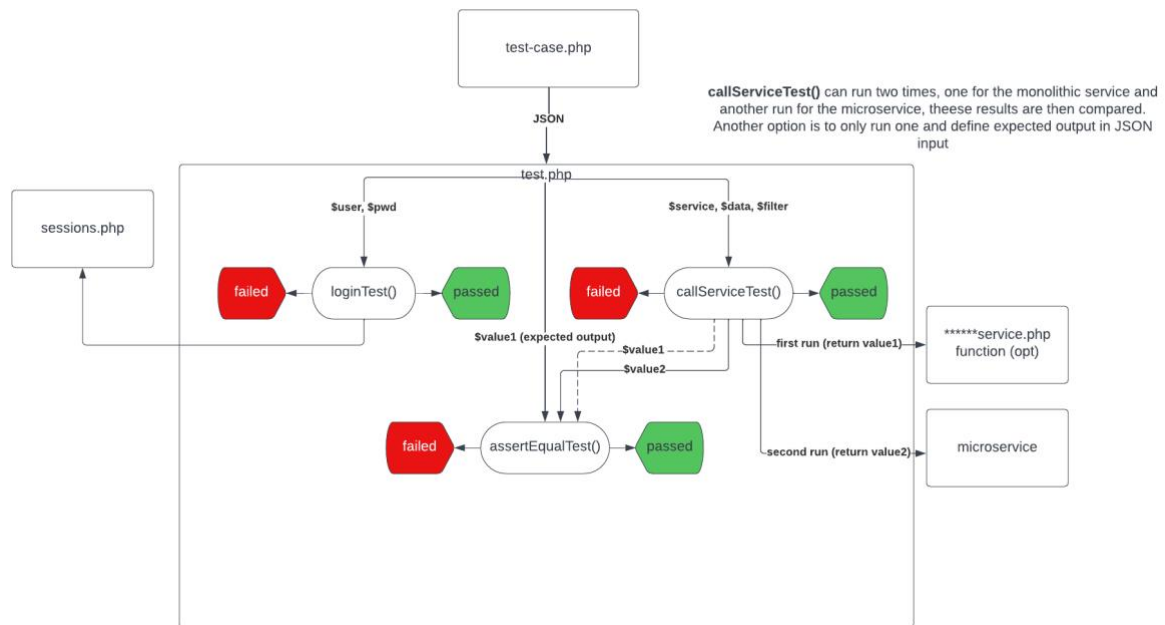 test-case.php
callServiceTest() can run two times, one for the monolithic service and
another run for the microservice, theese results are then compared.
Another option is to only run one and define expected output in JSON
input
JSON
test.php
sessions.php
$user, $pwd
$service, $data, $filter
failed
loginTest()
passed
failed
callServiceTest()
passed
$value1 (expected output)
$value1
$value2
first run (return value1)
******service.php
function (opt)
failed
assertEqualTest()
passed
second run (return value2)
microservice